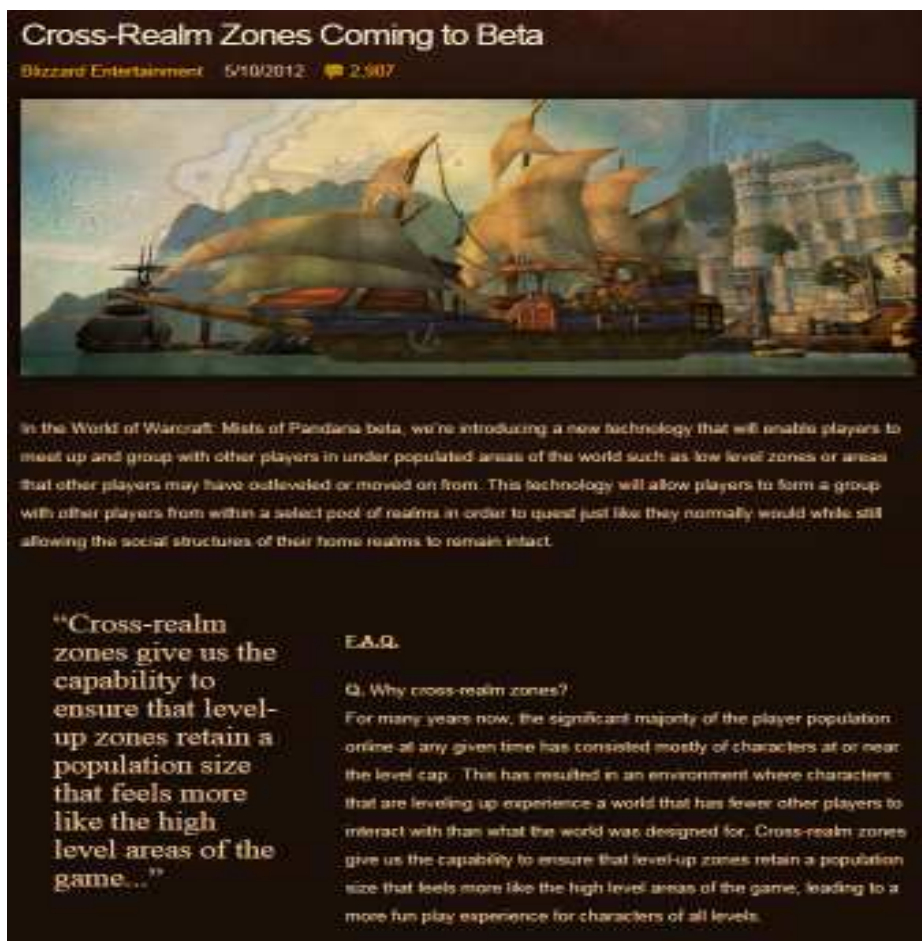 Cross-Realm Zones Coming to Beta
Blizzard Entertainment 5/10/2012 2,907
In the World of Warcraft: Mists of Pandaria beta, we're introducing a new technology that will enable players to
meet up and group with other players in under populated areas of the world such as low level zones or areas
that other players may have outleveled or moved on from. This technology will allow players to form a group
with other players from within a select pool of realms in order to quest just like they normally would while still
allowing the social structures of their home realms to remain intact.
“Cross-realm
zones give us the
capability to
ensure that level-
up zones retain a
population size
that feels more
like the high
level areas of the
game...”
F.A.Q.
Q. Why cross-realm zones?
For many years now, the significant majority of the player population
online at any given time has consisted mostly of characters at or near
the level cap. This has resulted in an environment where characters
that are leveling up experience a world that has fewer other players to
interact with than what the world was designed for. Cross-realm zones
give us the capability to ensure that level-up zones retain a population
size that feels more like the high level areas of the game, leading to a
more fun play experience for characters of all levels.